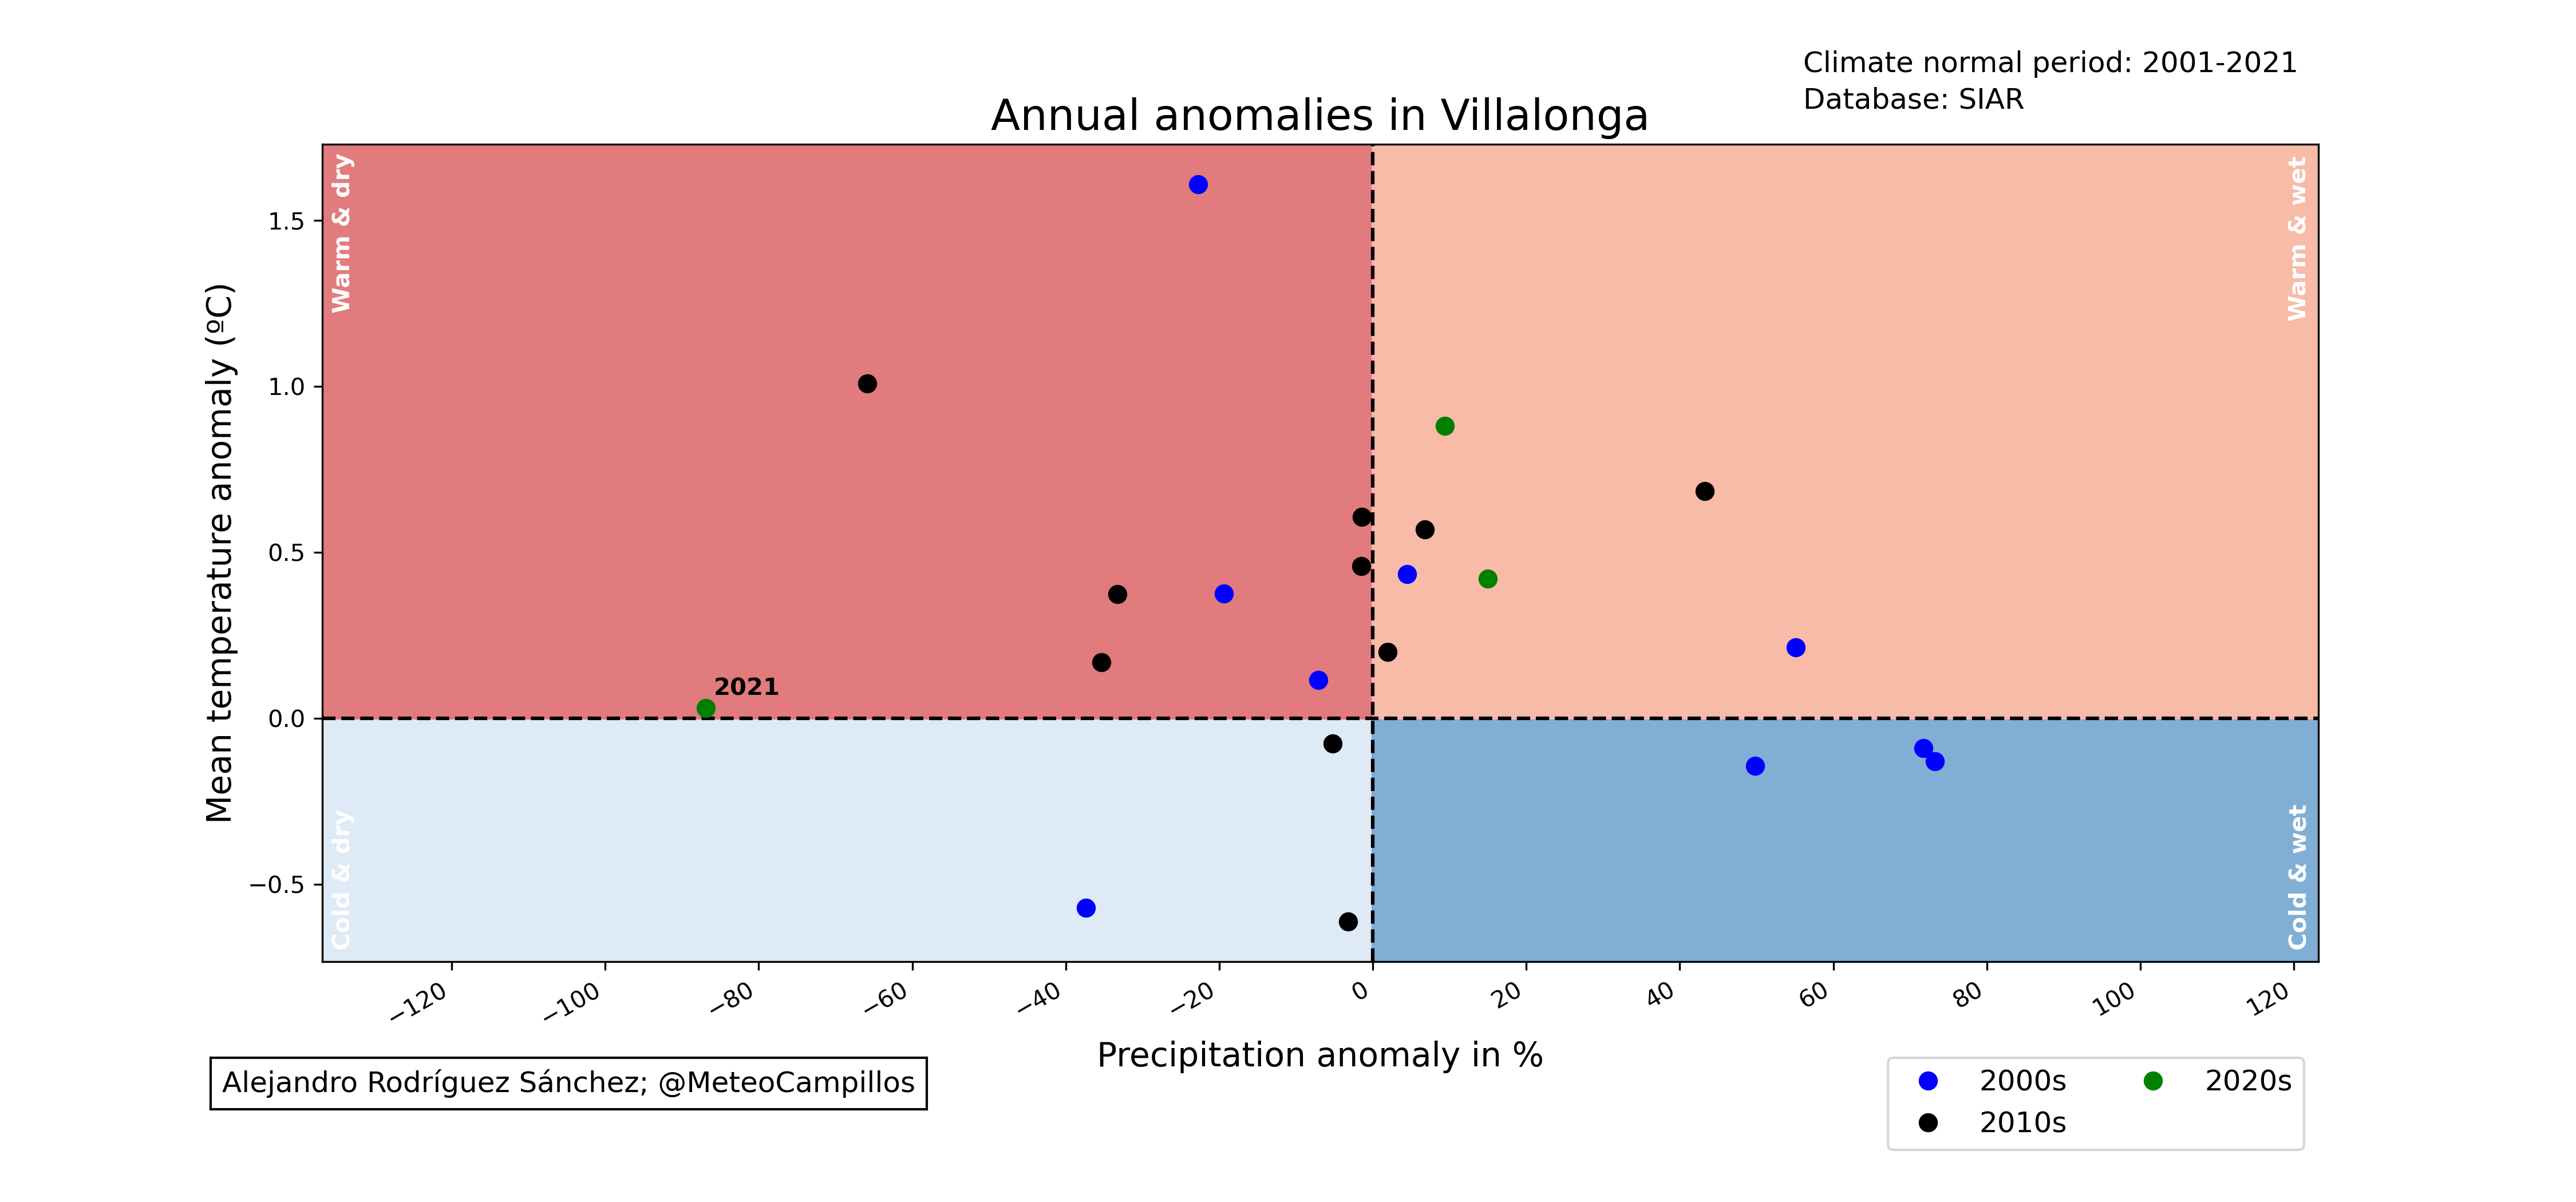 Climate normal period: 2001-2021
Database: SIAR
Annual anomalies in Villalonga
Warm & dry
Warm & wet
Mean temperature anomaly (ºC)
1.5
1.0
0.5
0.0
−0.5
2021
Cold & dry
Cold & wet
−120 −100 −80 −60 −40 −20 0 20 40 60 80 100 120
Precipitation anomaly in %
Alejandro Rodríguez Sánchez; @MeteoCampillos
2000s 2020s
2010s